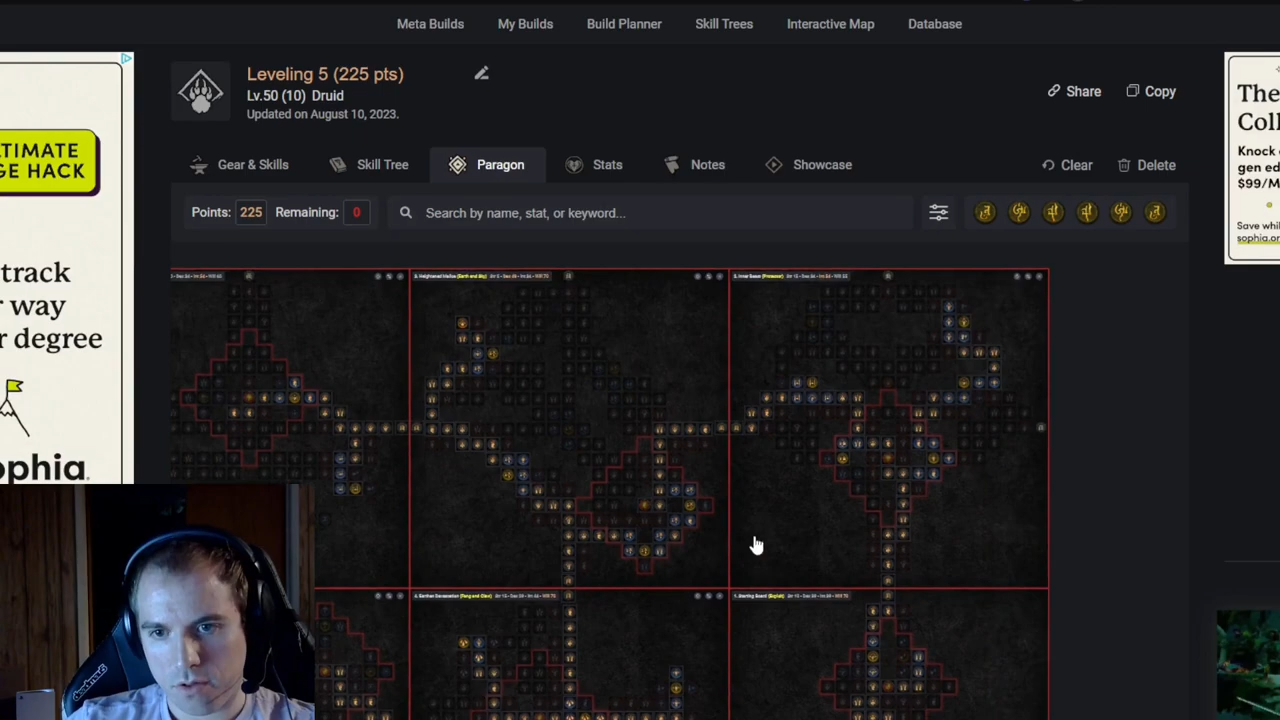 Meta Builds My Builds Build Planner Skill Trees Interactive Map Database
Leveling 5 (225 pts)
Lv.50 (10) Druid
Updated on August 10, 2023.
Share Copy
Gear & Skills Skill Tree Paragon Stats Notes Showcase Clear Delete
Points: 225 Remaining: 0 Search by name, stat, or keyword...
LTIMATE
GE HACK
track
r way
r degree
ophia.
The
Coll
Knock
gen ed
$99/M
Save whil
sophia.or